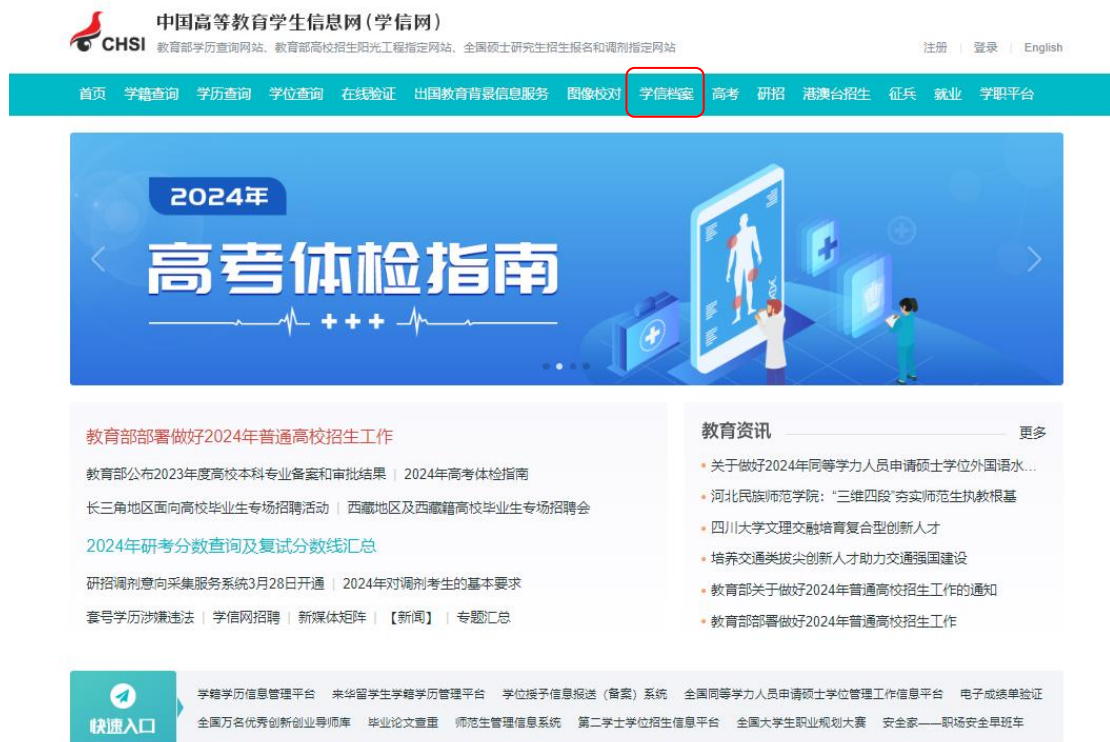 中国高等教育学生信息网(学信网)
CHSI 教育部学历查询网站、教育部高校招生阳光工程指定网站、全国硕士研究生招生报名和调剂指定网站
注册 | 登录 | English
首页 学籍查询 学历查询 学位查询 在线验证 出国教育背景信息服务 图像校对 学信档案 高考 研招 港澳台招生 征兵 就业 学职平台
2024年
高考体检指南
教育部部署做好2024年普通高校招生工作
教育部公布2023年度高校本科专业备案和审批结果 | 2024年高考体检指南
长三角地区面向高校毕业生专场招聘活动 | 西藏地区及西藏籍高校毕业生专场招聘会
2024年研考分数查询及复试分数线汇总
研招调剂意向采集服务系统3月28日开通 | 2024年对调剂考生的基本要求
套号学历涉嫌违法 | 学信网招聘 | 新媒体矩阵 | 【新闻】 | 专题汇总
教育资讯 更多
关于做好2024年同等学力人员申请硕士学位外国语水...
河北民族师范学院：“三维四段”夯实师范生执教根基
四川大学文理交融培育复合型创新人才
培养交通类拔尖创新人才助力交通强国建设
教育部关于做好2024年普通高校招生工作的通知
教育部部署做好2024年普通高校招生工作
快速入口
学籍学历信息管理平台 来华留学生学籍学历管理平台 学位授予信息报送（备案）系统 全国同等学力人员申请硕士学位管理工作信息平台 电子成绩单验证
全国万名优秀创新创业导师库 毕业论文查重 师范生管理信息系统 第二学士学位招生信息平台 全国大学生职业规划大赛 安全家——职场安全早班车